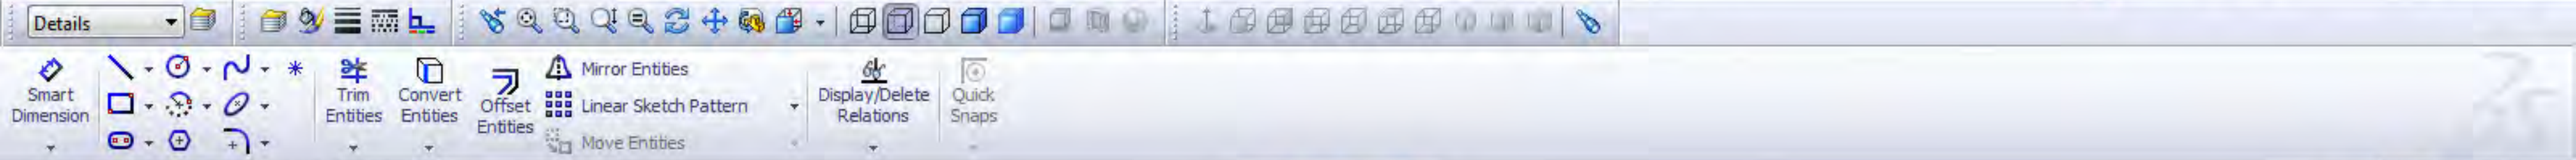 Details
Smart
Dimension
Trim
Entities
Convert
Entities
Offset
Entities
Mirror Entities
Linear Sketch Pattern
Move Entities
Display/Delete
Relations
Quick
Snaps